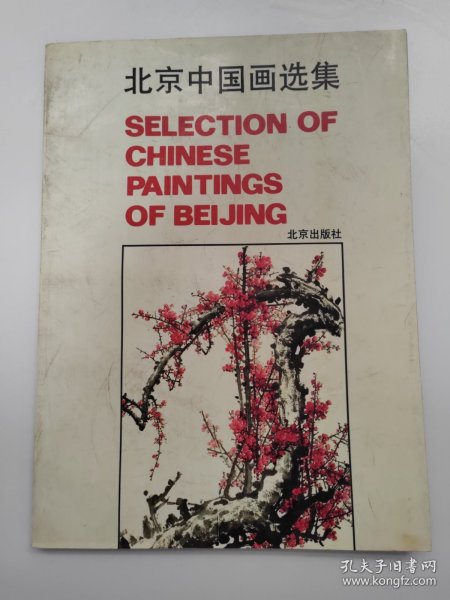 北京中国画选集
SELECTION OF
CHINESE
PAINTINGS
OF BEIJING
北京出版社
孔夫子旧书网
www.kongfz.com